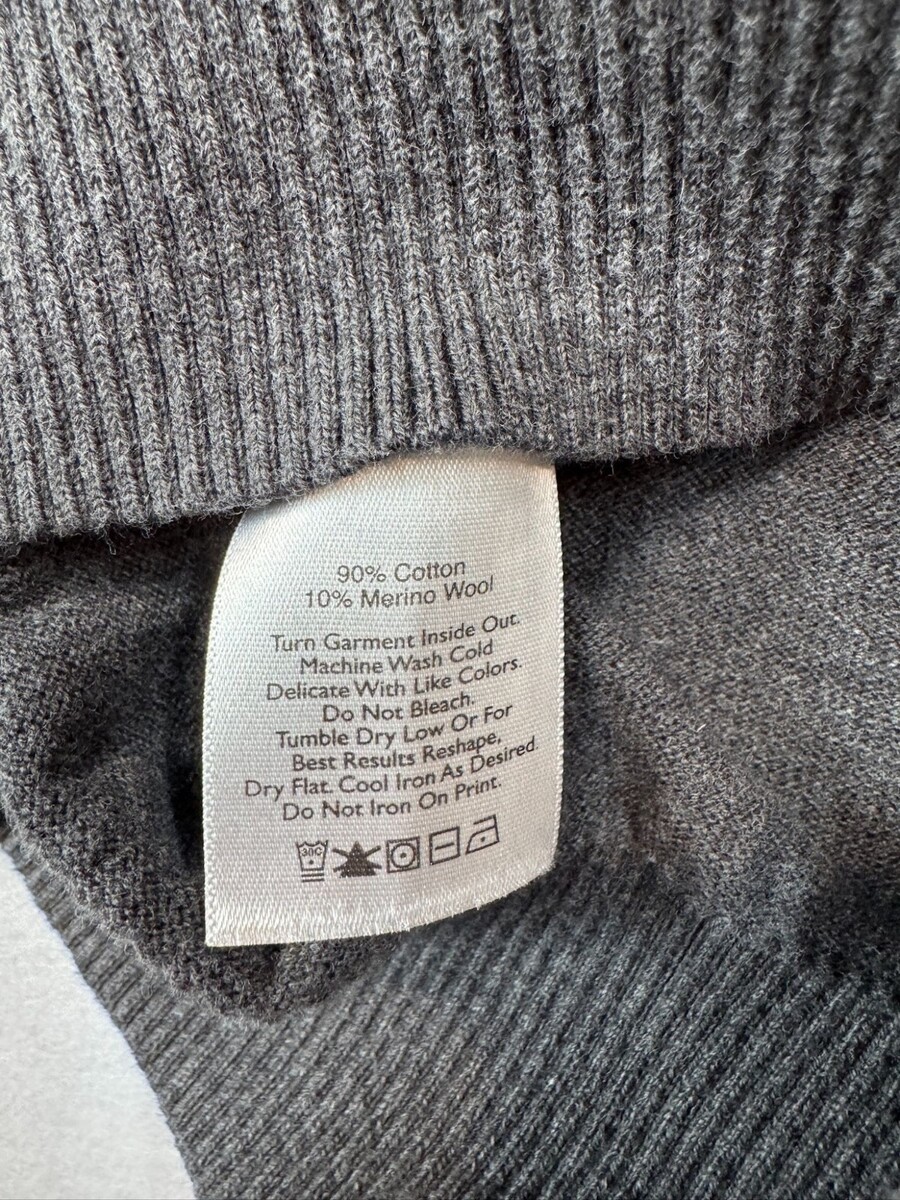 90% Cotton
10% Merino Wool
Turn Garment Inside Out.
Machine Wash Cold
Delicate With Like Colors.
Do Not Bleach.
Tumble Dry Low Or For
Best Results Reshape,
Dry Flat. Cool Iron As Desired.
Do Not Iron On Print.
30C